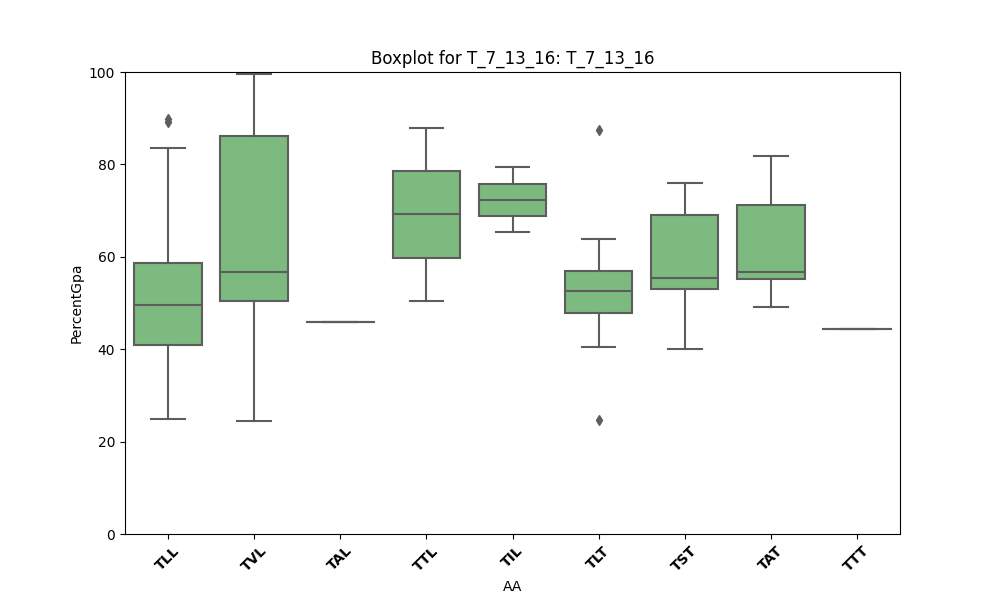 Boxplot for T_7_13_16: T_7_13_16
100
80
60
40
20
0
PercentGpa
TLL
TVL
TAL
TTL
TIL
TLT
TST
TAT
TTT
AA